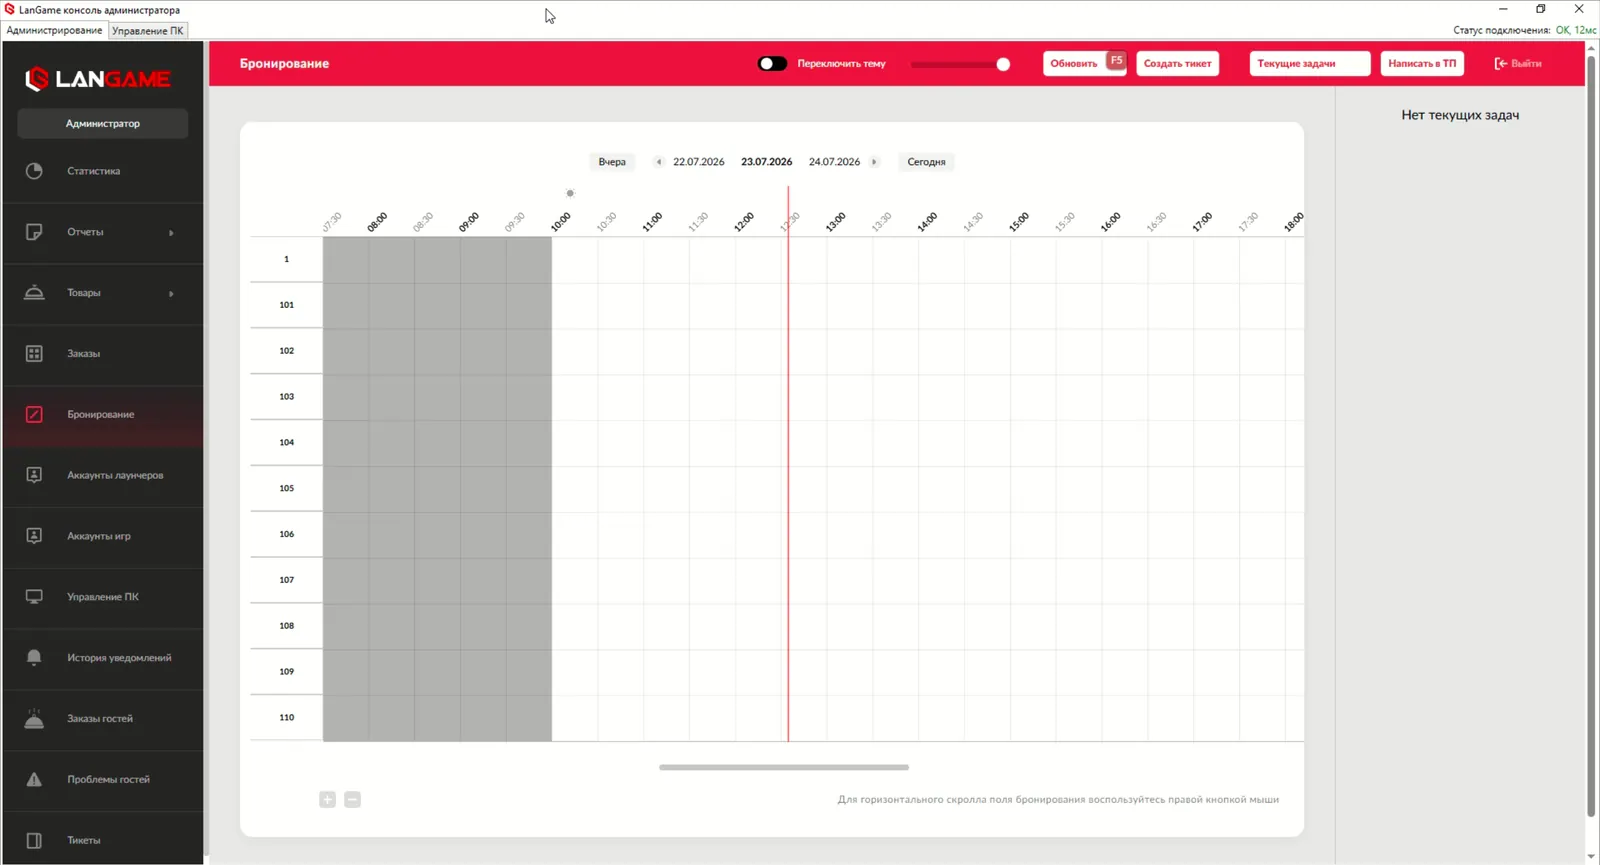 LanGame консоль администратора
Администрирование Управление ПК
Статус подключения: OK, 12мс
LANGAME
Бронирование
Переключить тему
Обновить F5
Создать тикет
Текущие задачи
Написать в ТП
Выйти
Администратор
Статистика
Отчеты
Товары
Заказы
Бронирование
Аккаунты лаунчеров
Аккаунты игр
Управление ПК
История уведомлений
Заказы гостей
Проблемы гостей
Тикеты
Вчера 22.07.2026 23.07.2026 24.07.2026 Сегодня
07:30 08:00 08:30 09:00 09:30 10:00 10:30 11:00 11:30 12:00 12:30 13:00 13:30 14:00 14:30 15:00 15:30 16:00 16:30 17:00 17:30 18:00
1
101
102
103
104
105
106
107
108
109
110
Для горизонтального скролла поля бронирования воспользуйтесь правой кнопкой мыши
Нет текущих задач